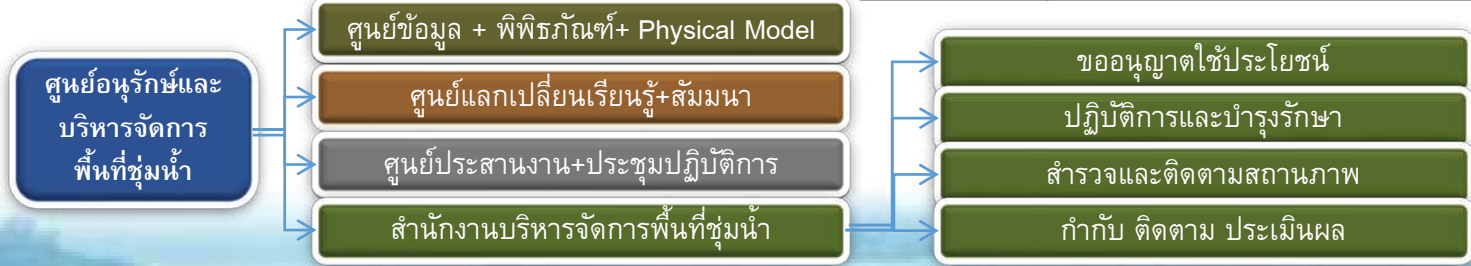 ศูนย์อนุรักษ์และ
บริหารจัดการ
พื้นที่ชุ่มน้ำ
ศูนย์ข้อมูล + พิพิธภัณฑ์+ Physical Model
ศูนย์แลกเปลี่ยนเรียนรู้+สัมมนา
ศูนย์ประสานงาน+ประชุมปฏิบัติการ
สำนักงานบริหารจัดการพื้นที่ชุ่มน้ำ
ขออนุญาตใช้ประโยชน์
ปฏิบัติการและบำรุงรักษา
สำรวจและติดตามสถานภาพ
กำกับ ติดตาม ประเมินผล